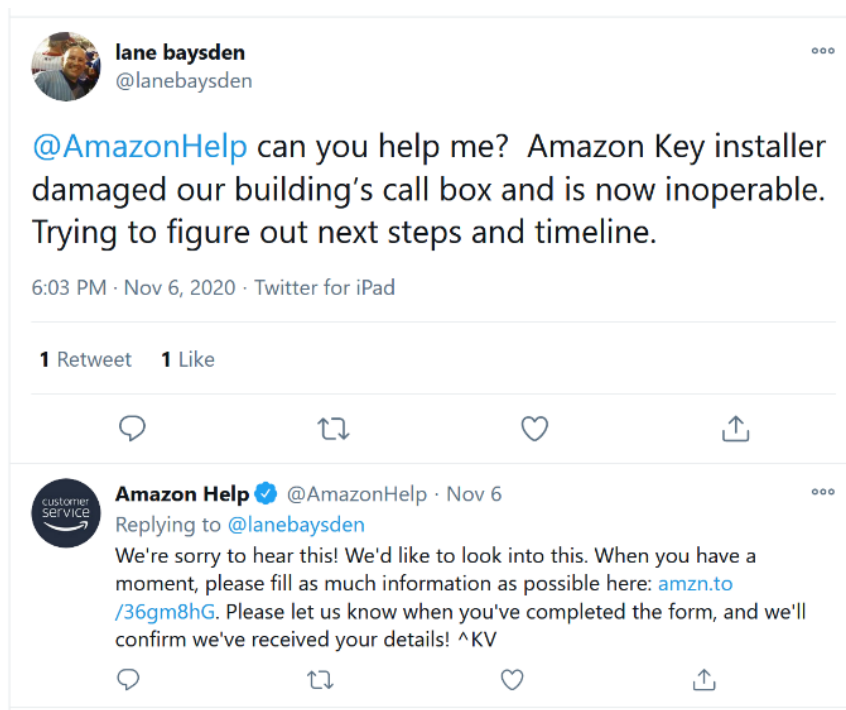 lane baysden
@lanebaysden
@AmazonHelp can you help me?  Amazon Key installer
damaged our building's call box and is now inoperable.
Trying to figure out next steps and timeline.
6:03 PM · Nov 6, 2020 · Twitter for iPad
1 Retweet 1 Like
customer
service
Amazon Help @AmazonHelp · Nov 6
Replying to @lanebaysden
We're sorry to hear this! We'd like to look into this. When you have a
moment, please fill as much information as possible here: amzn.to
/36gm8hG. Please let us know when you've completed the form, and we'll
confirm we've received your details! ^KV